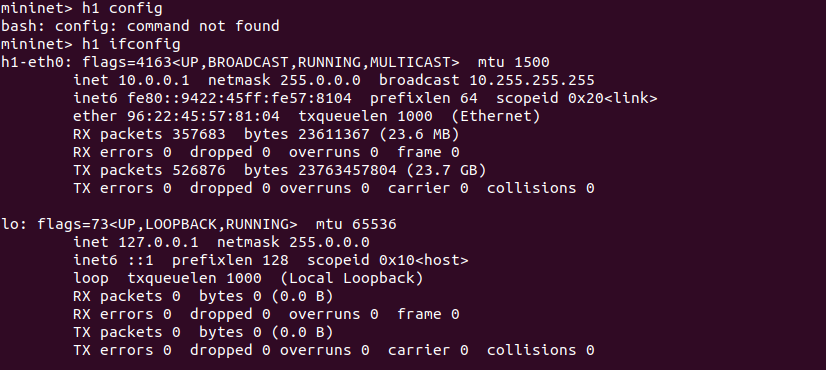 mininet> h1 config
bash: config: command not found
mininet> h1 ifconfig
h1-eth0: flags=4163<UP,BROADCAST,RUNNING,MULTICAST>  mtu 1500
        inet 10.0.0.1  netmask 255.0.0.0  broadcast 10.255.255.255
        inet6 fe80::9422:45ff:fe57:8104  prefixlen 64  scopeid 0x20<link>
        ether 96:22:45:57:81:04  txqueuelen 1000  (Ethernet)
        RX packets 357683  bytes 23611367 (23.6 MB)
        RX errors 0  dropped 0  overruns 0  frame 0
        TX packets 526876  bytes 23763457804 (23.7 GB)
        TX errors 0  dropped 0 overruns 0  carrier 0  collisions 0

lo: flags=73<UP,LOOPBACK,RUNNING>  mtu 65536
        inet 127.0.0.1  netmask 255.0.0.0
        inet6 ::1  prefixlen 128  scopeid 0x10<host>
        loop  txqueuelen 1000  (Local Loopback)
        RX packets 0  bytes 0 (0.0 B)
        RX errors 0  dropped 0  overruns 0  frame 0
        TX packets 0  bytes 0 (0.0 B)
        TX errors 0  dropped 0 overruns 0  carrier 0  collisions 0